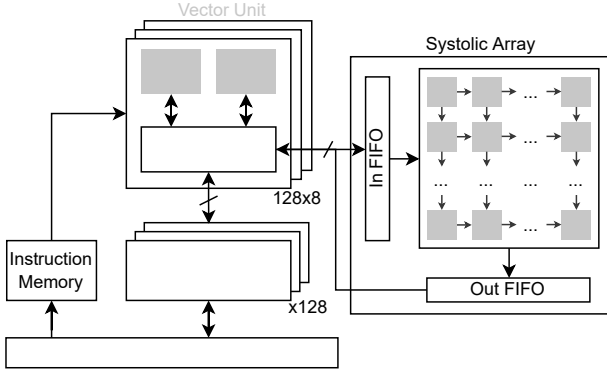 Vector Unit
Systolic Array
In FIFO
128x8
Instruction
Memory
Out FIFO
x128
...
...
... ... ... ...
...